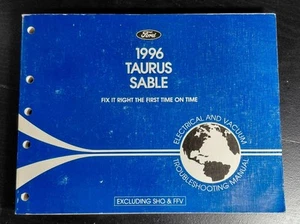 Ford
1996
TAURUS
SABLE
FIX IT RIGHT THE FIRST TIME ON TIME
ELECTRICAL AND VACUUM
TROUBLESHOOTING MANUAL
EXCLUDING SHO & FFV